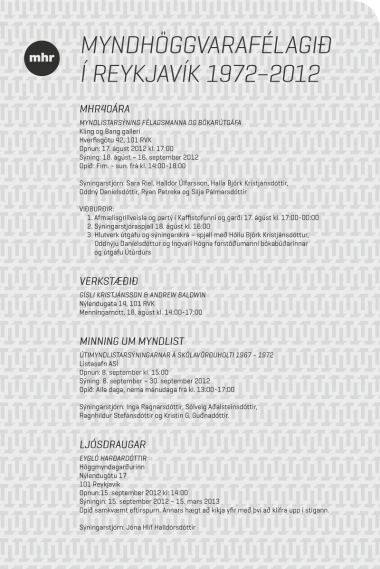 mhr
MYNDHÖGGVARAFÉLAGIÐ
Í REYKJAVÍK 1972–2012
MHR40ÁRA
MYNDLISTARSÝNING FÉLAGSMANNA OG BÓKARÚTGÁFA
Kling og Bang gallerí
Hverfisgötu 42, 101 RVK
Opnun: 17. ágúst 2012 kl. 17:00
Sýning: 18. ágúst – 16. september 2012
Opið: Fim. - sun. frá kl. 14:00-18:00
Sýningarstjórn: Sara Riel, Halldór Úlfarsson, Halla Björk Kristjánsdóttir,
Oddný Daníelsdóttir, Ryan Patreka og Silja Pálmarsdóttir
VIÐBURÐIR:
1. Afmælisgrillveisla og partý í Kaffistofunni og garði 17. ágúst kl. 17:00-00:00
2. Sýningarstjóraspjall 18. ágúst kl. 16:00
3. Hlutverk útgáfu og sýningarskrá – spjall með Höllu Björk Kristjánsdóttur,
Oddnýju Daníelsdóttur og Ingvari Högna forstöðumanni bókabúðarinnar
og útgáfu Útúrdúrs
VERKSTÆÐIÐ
GÍSLI KRISTJÁNSSON & ANDREW BALDWIN
Nýlendugata 14, 101 RVK
Menningarnótt, 18. ágúst kl. 14:00-17:00
MINNING UM MYNDLIST
ÚTIMYNDLISTARSÝNINGARNAR Á SKÓLAVÖRÐUHOLTI 1967 - 1972
Listasafn ASÍ
Opnun: 8. september kl. 15:00
Sýning: 8. september – 30. september 2012
Opið: Alla daga, nema mánudaga frá kl. 13:00-17:00
Sýningarstjórn: Inga Ragnarsdóttir, Sólveig Aðalsteinsdóttir,
Ragnhildur Stefánsdóttir og Kristín G. Guðnadóttir.
LJÓSDRAUGAR
EYGLÓ HARÐARDÓTTIR
Höggmyndagarðurinn
Nýlendugötu 17
101 Reykjavík
Opnun:15. september 2012 kl: 14:00
Sýningin: 15. september 2012 – 15. mars 2013
Opið samkvæmt eftirspurn. Annars hægt að kíkja yfir með því að klifra upp í stigann.
Sýningarstjórn: Jóna Hlíf Halldórsdóttir